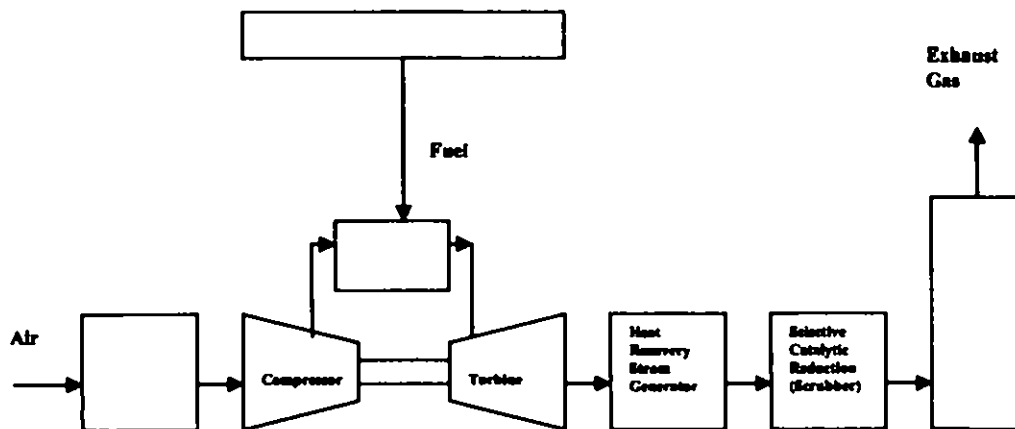 Exhaust
Gas
Fuel
Air
Compressor
Turbine
Heat
Recovery
Steam
Generator
Selective
Catalytic
Reduction
(Scrubber)